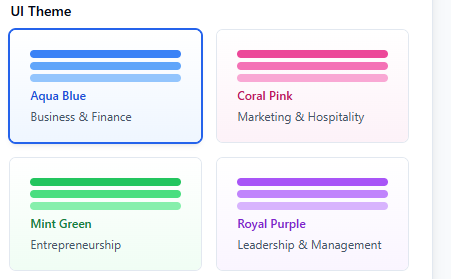 UI Theme
Aqua Blue
Business & Finance
Coral Pink
Marketing & Hospitality
Mint Green
Entrepreneurship
Royal Purple
Leadership & Management